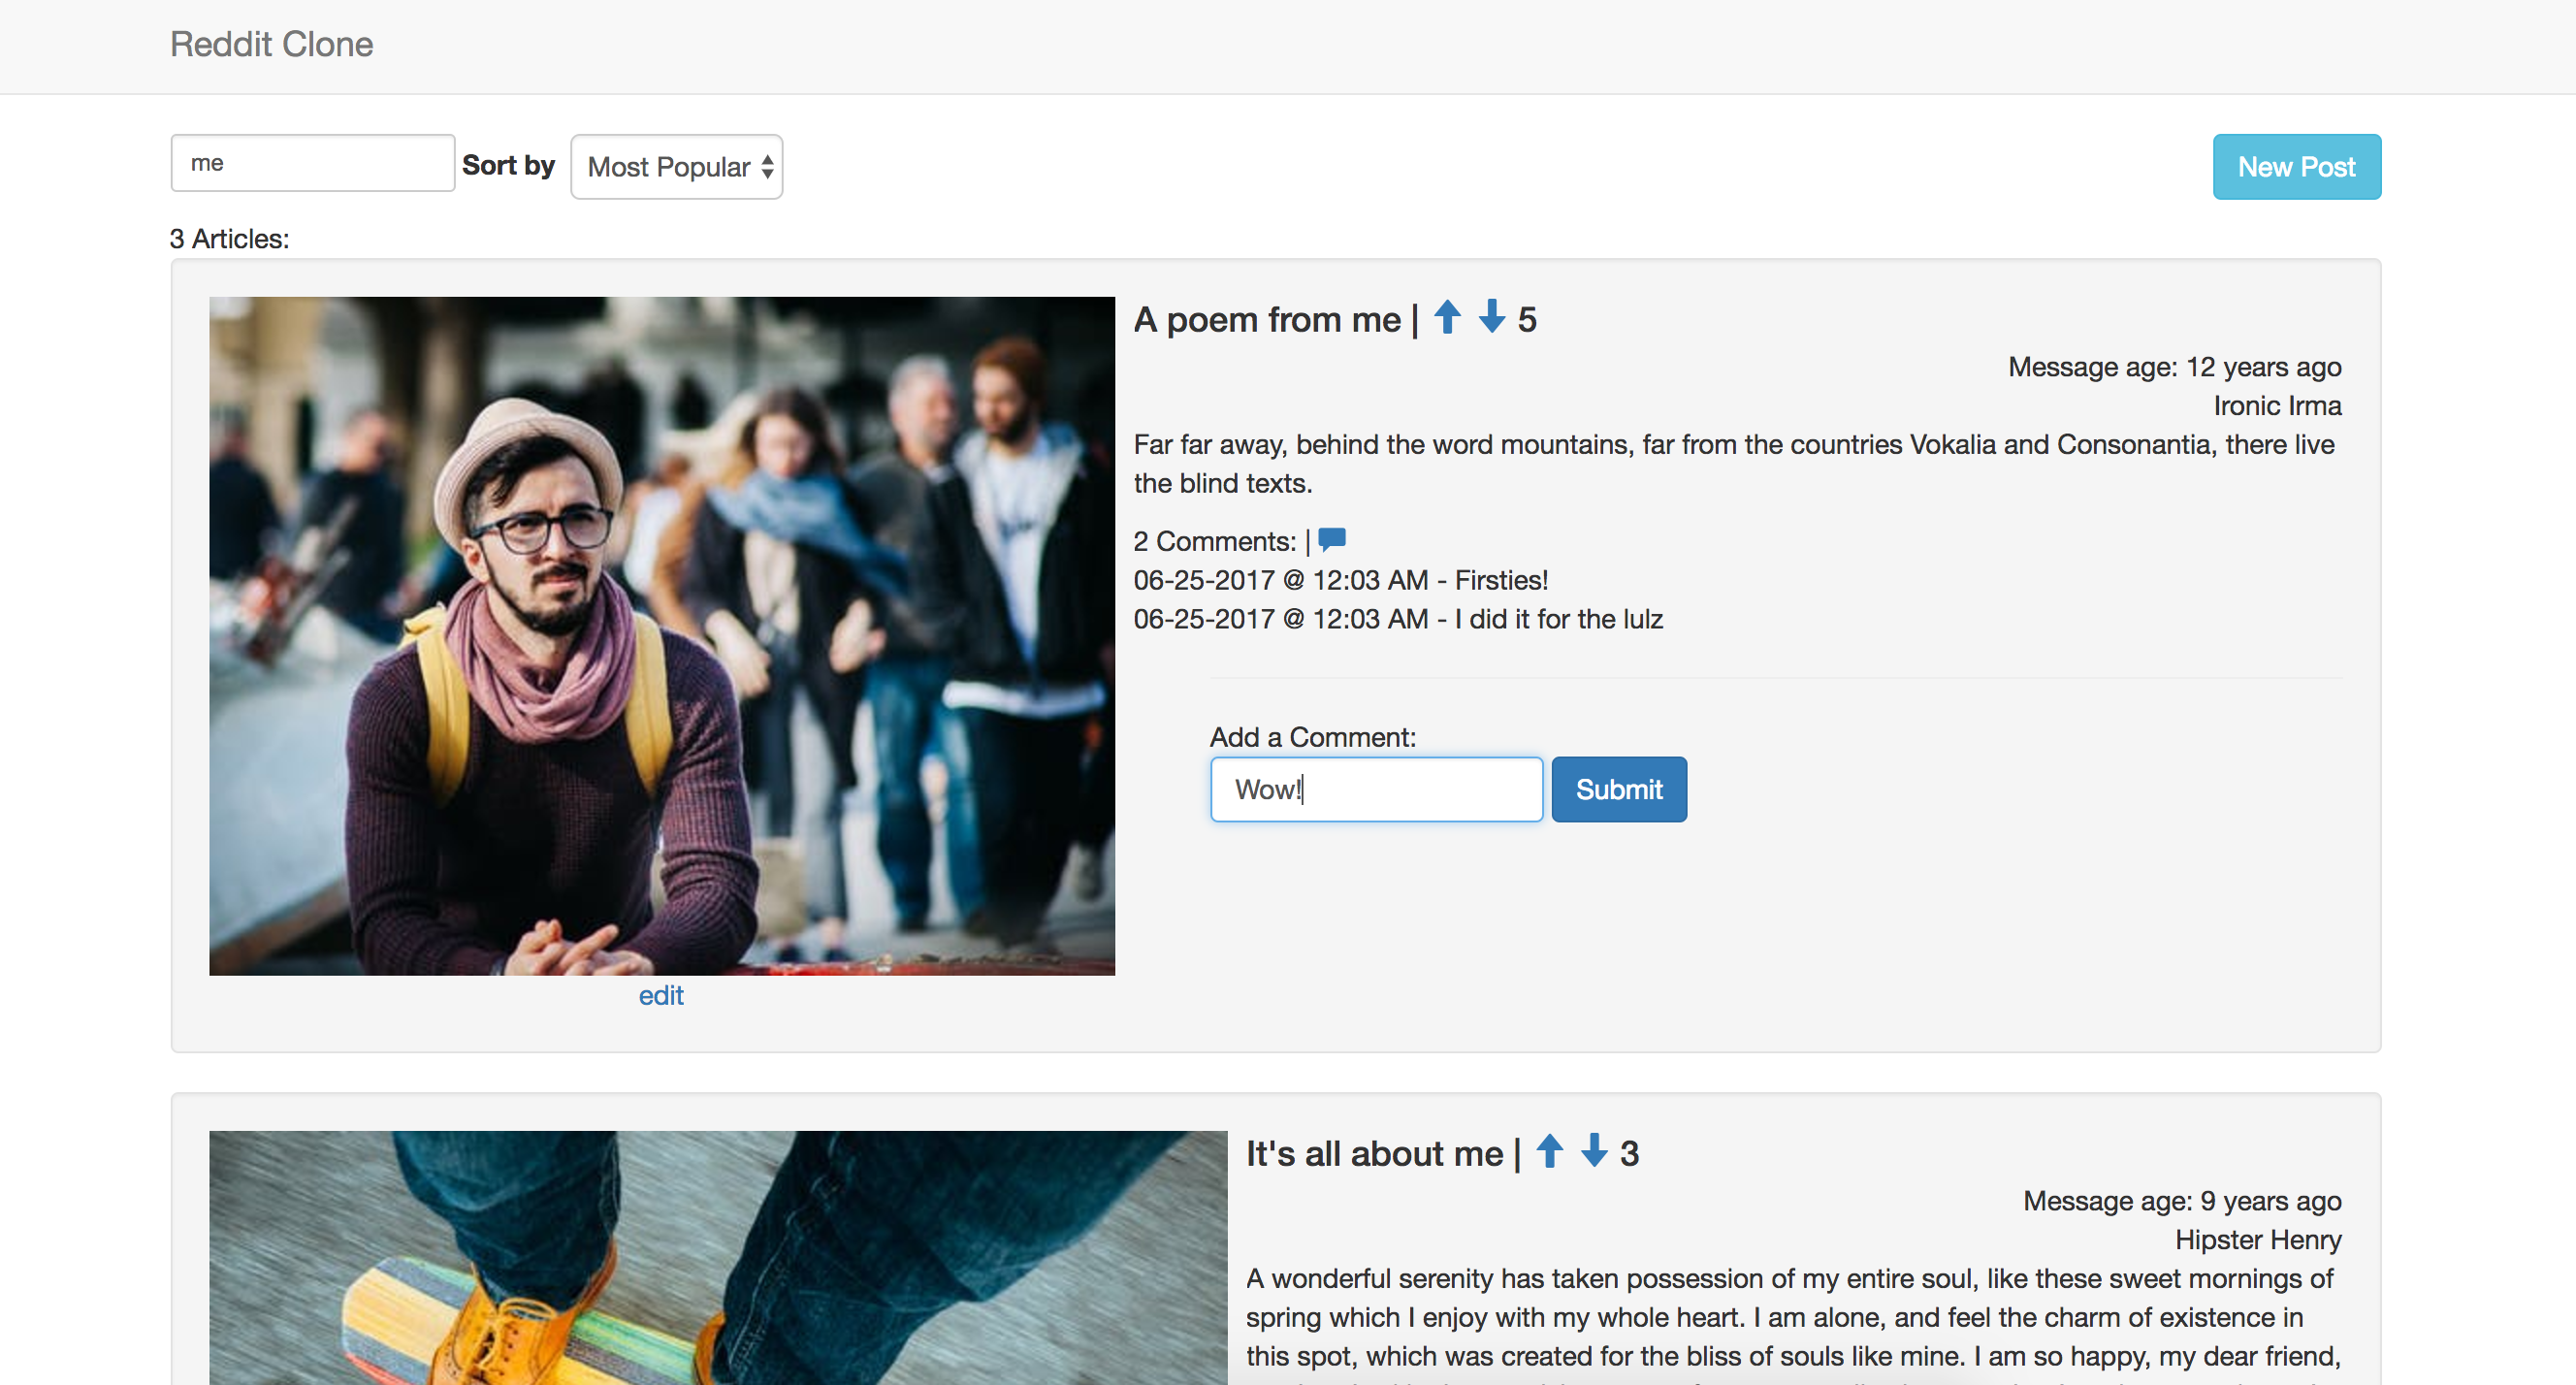 Reddit Clone
me Sort by Most Popular New Post
3 Articles:
A poem from me | 5
Message age: 12 years ago
Ironic Irma
Far far away, behind the word mountains, far from the countries Vokalia and Consonantia, there live
the blind texts.
2 Comments: |
06-25-2017 @ 12:03 AM - Firsties!
06-25-2017 @ 12:03 AM - I did it for the lulz
Add a Comment:
Wow! Submit
edit
It's all about me | 3
Message age: 9 years ago
Hipster Henry
A wonderful serenity has taken possession of my entire soul, like these sweet mornings of
spring which I enjoy with my whole heart. I am alone, and feel the charm of existence in
this spot, which was created for the bliss of souls like mine. I am so happy, my dear friend,